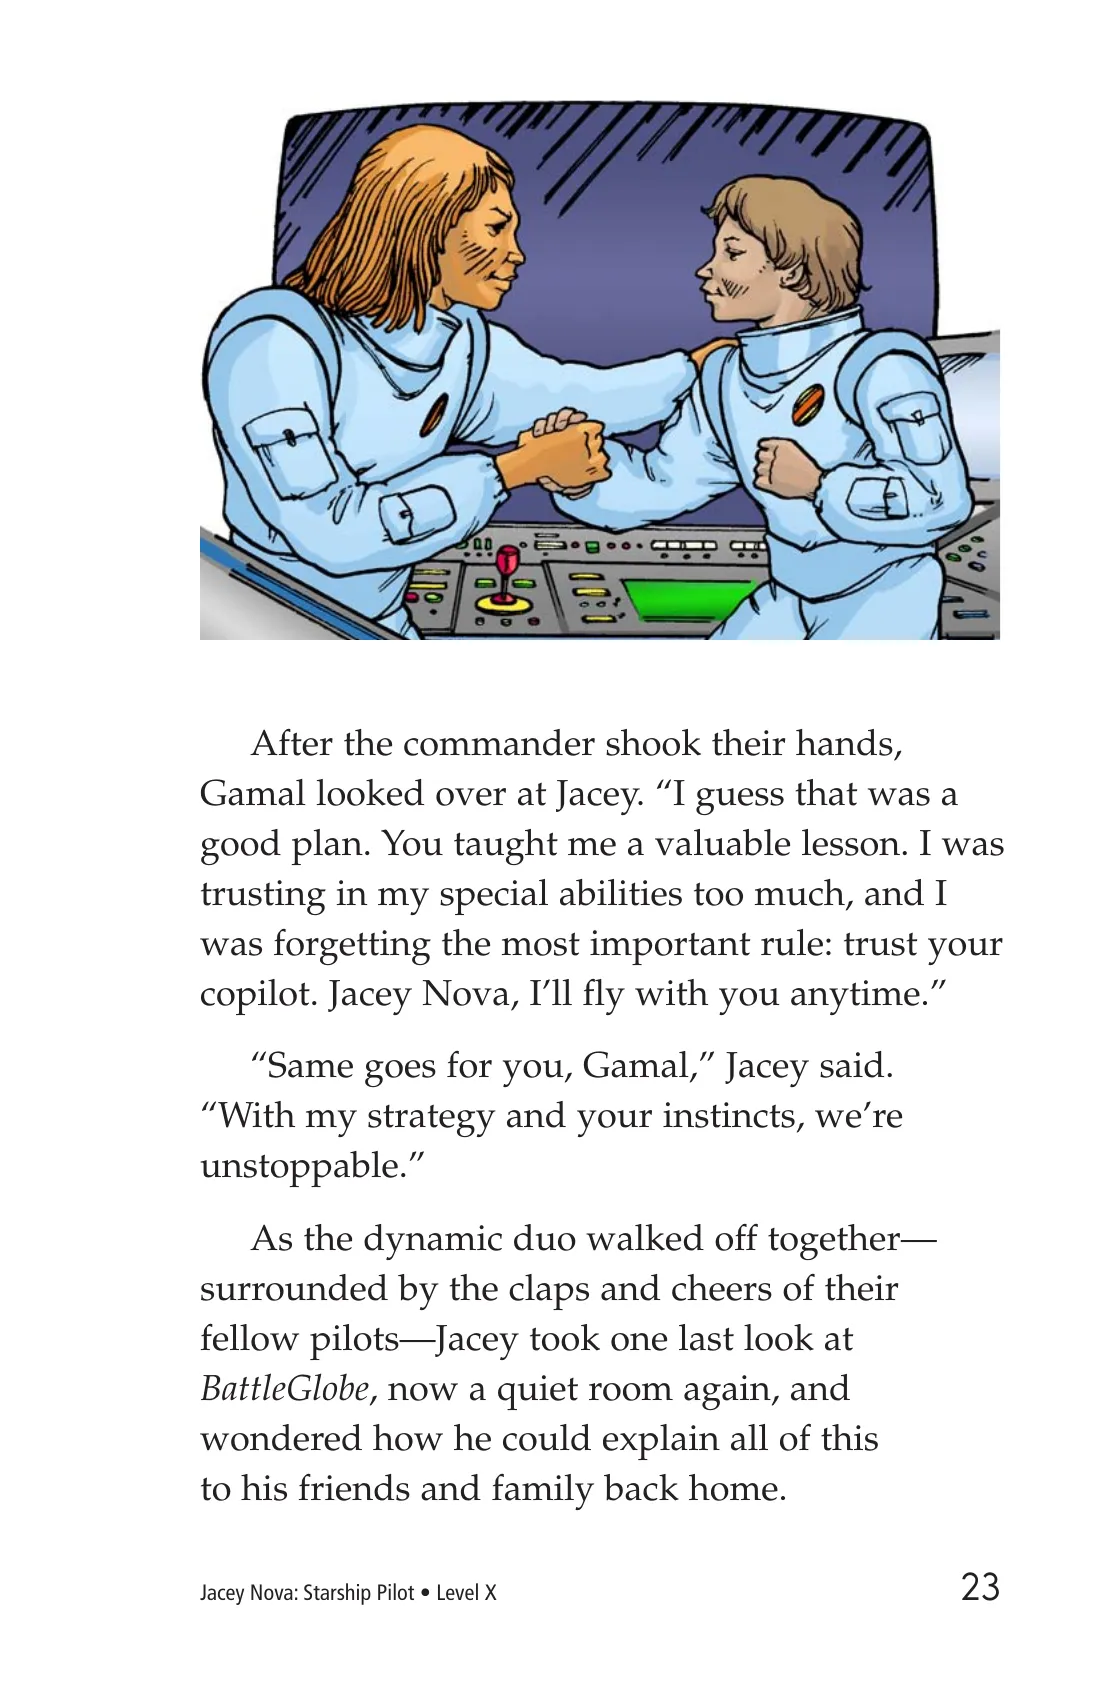 After the commander shook their hands,
Gamal looked over at Jacey. “I guess that was a
good plan. You taught me a valuable lesson. I was
trusting in my special abilities too much, and I
was forgetting the most important rule: trust your
copilot. Jacey Nova, I’ll fly with you anytime.”
“Same goes for you, Gamal,” Jacey said.
“With my strategy and your instincts, we’re
unstoppable.”
As the dynamic duo walked off together—
surrounded by the claps and cheers of their
fellow pilots—Jacey took one last look at
BattleGlobe, now a quiet room again, and
wondered how he could explain all of this
to his friends and family back home.
Jacey Nova: Starship Pilot • Level X
23